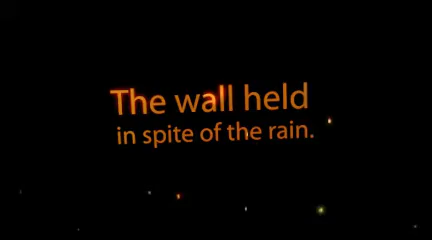 The wall held
in spite of the rain.